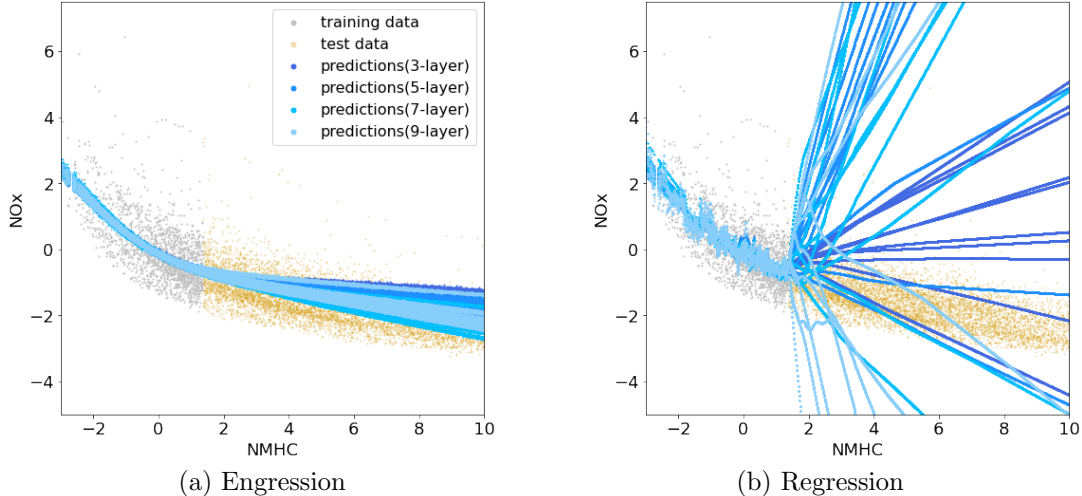 6
4
2
0
−2
−4
NOx
−2
0
2
4
6
8
10
NMHC
training data
test data
predictions(3-layer)
predictions(5-layer)
predictions(7-layer)
predictions(9-layer)
(a) Engression
6
4
2
0
−2
−4
NOx
−2
0
2
4
6
8
10
NMHC
(b) Regression